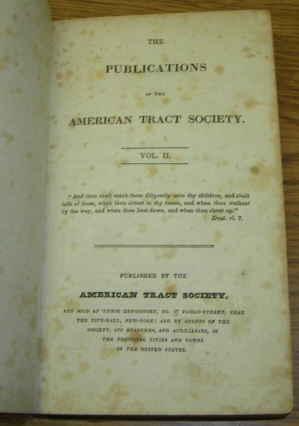 THE
PUBLICATIONS
OF THE
AMERICAN TRACT SOCIETY.
VOL. II.
"And thou shalt teach them diligently unto thy children, and shalt
talk of them, when thou sittest in thy house, and when thou walkest
by the way, and when thou liest down, and when thou risest up."
Deut. vi. 7.
PUBLISHED BY THE
AMERICAN TRACT SOCIETY,
AND SOLD AT THEIR DEPOSITORY, NO. NASSAU-STREET, NEAR
THE CITY-HALL, NEW-YORK; AND BY AGENTS OF THE
SOCIETY, ITS BRANCHES, AND AUXILIARIES, IN
THE PRINCIPAL CITIES AND TOWNS
IN THE UNITED STATES.